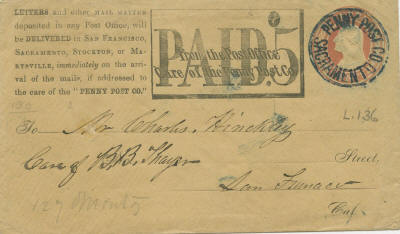 LETTERS and other MAIL MATTER
deposited in any Post Office, will
be DELIVERED in SAN FRANCISCO,
SACRAMENTO, STOCKTON, or MA-
RYSVILLE, immediately on the arri-
val of the mails, if addressed to
the care of the "PENNY POST CO."
PAID 5
from the Post Office
Care of the Penny Post Co.
PENNY POST CO.
SACRAMENTO
L.136
To Mr Charles Hinckley
Care of B.B. Thayer Street,
San Francisco
Cal.
127